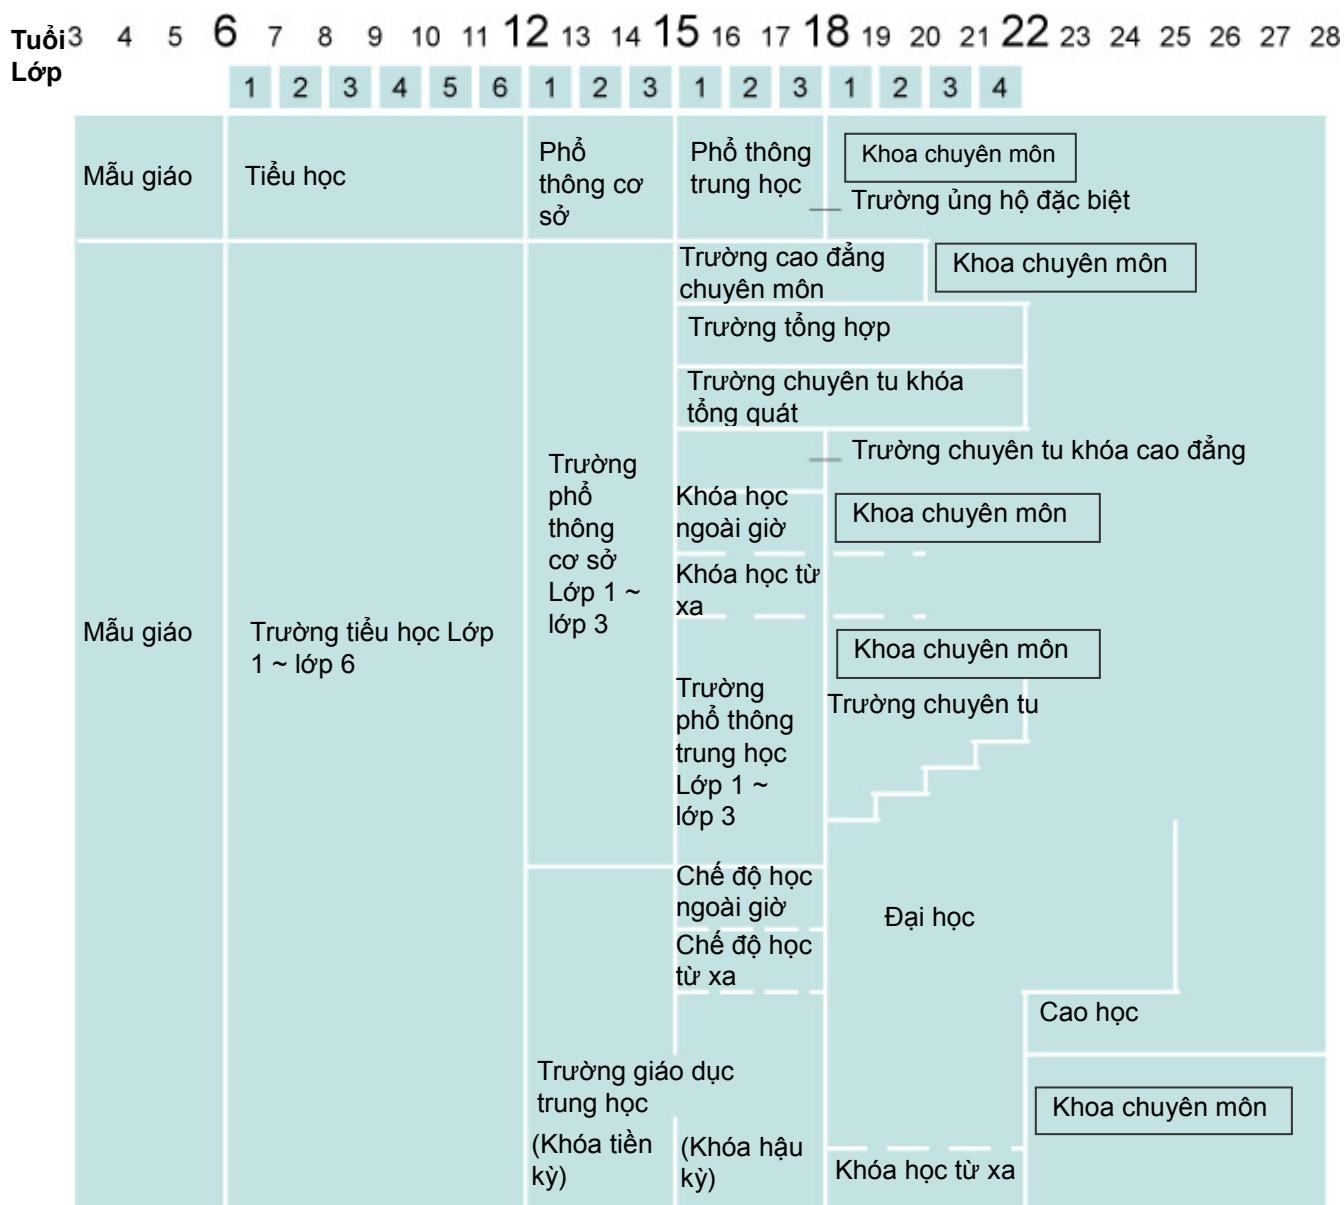 Tuổi 3 4 5 6 7 8 9 10 11 12 13 14 15 16 17 18 19 20 21 22 23 24 25 26 27 28
Lớp
1 2 3 4 5 6 1 2 3 1 2 3 1 2 3 4
Mẫu giáo
Tiểu học
Phổ
thông cơ
sở
Phổ thông
trung học
Khoa chuyên môn
Trường ủng hộ đặc biệt
Trường cao đẳng
chuyên môn
Khoa chuyên môn
Trường tổng hợp
Trường chuyên tu khóa
tổng quát
Trường chuyên tu khóa cao đẳng
Mẫu giáo
Trường tiểu học Lớp
1 ~ lớp 6
Trường
phổ
thông
cơ sở
Lớp 1 ~
lớp 3
Khóa học
ngoài giờ
Khoa chuyên môn
Khóa học từ
xa
Khoa chuyên môn
Trường
phổ thông
trung học
Lớp 1 ~
lớp 3
Trường chuyên tu
Chế độ học
ngoài giờ
Chế độ học
từ xa
Đại học
Cao học
Trường giáo dục
trung học
(Khóa tiền
kỳ)
(Khóa hậu
kỳ)
Khoa chuyên môn
Khóa học từ xa